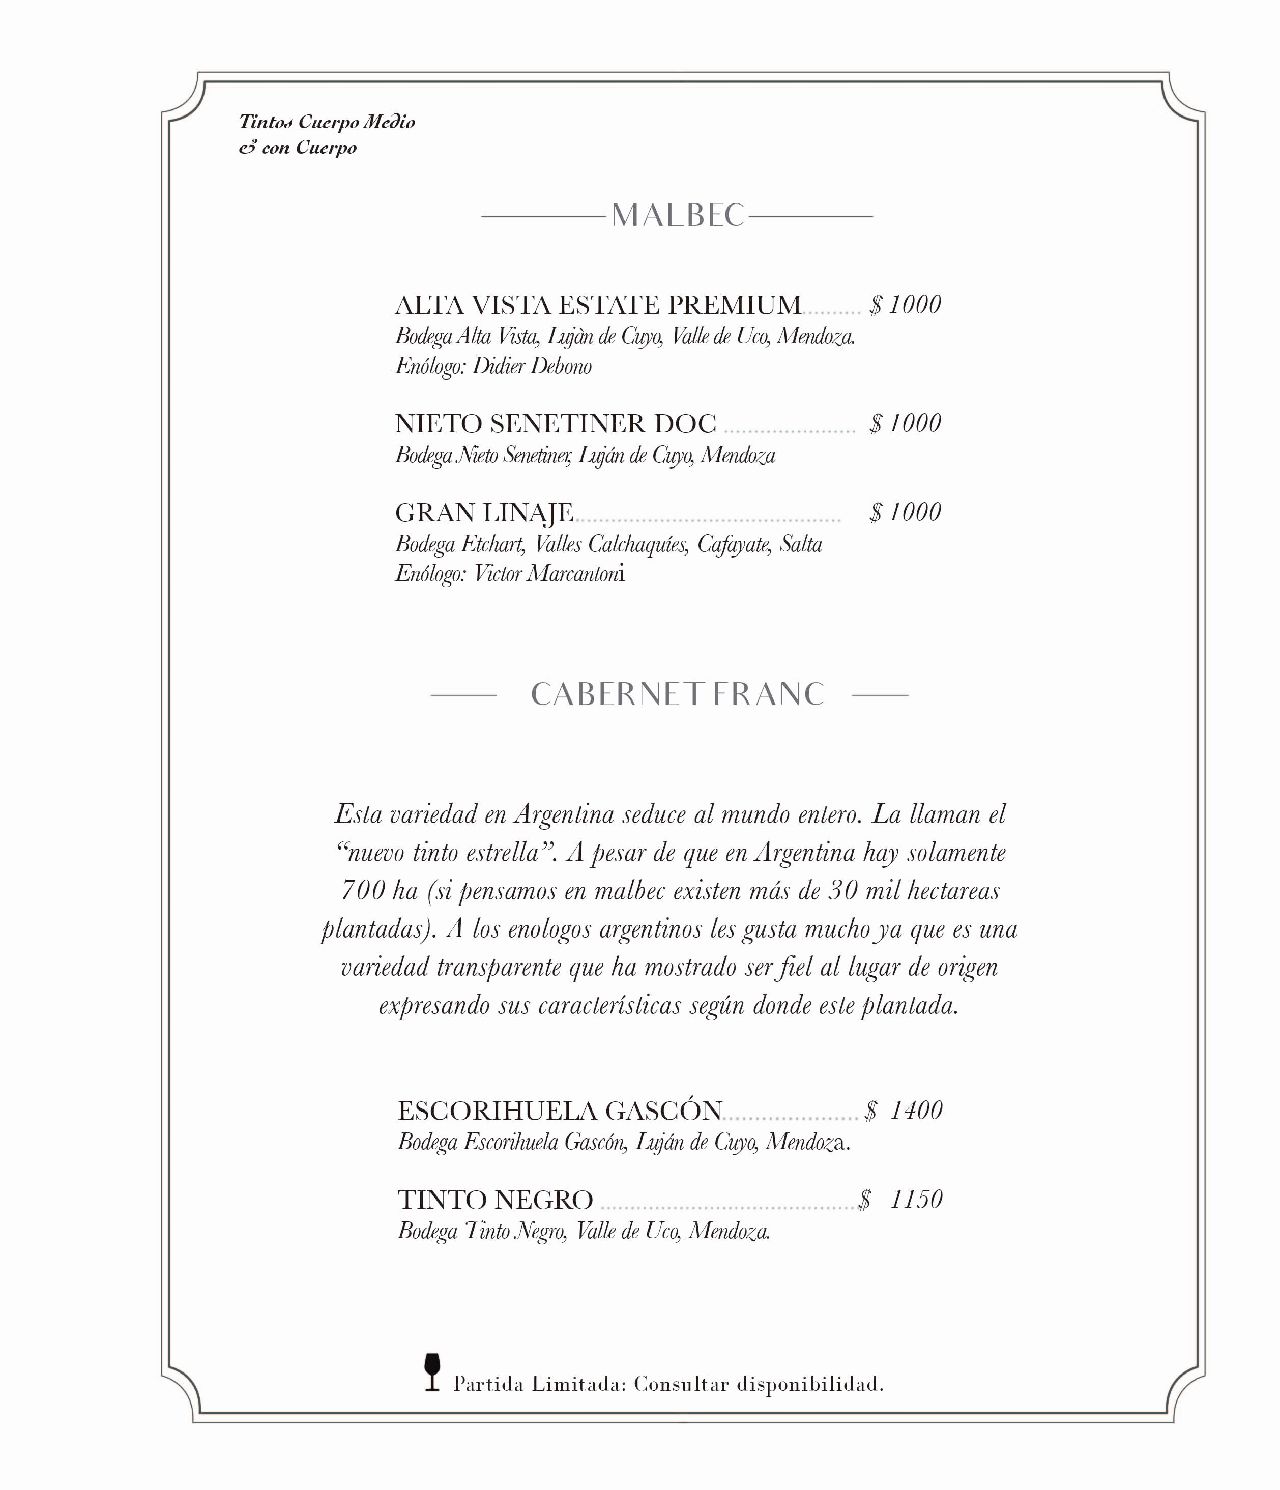 Tintos Cuerpo Medio
& con Cuerpo
MALBEC
ALTA VISTA ESTATE PREMIUM.......... $ 1000
Bodega Alta Vista, Lujàn de Cuyo, Valle de Uco, Mendoza.
Enólogo: Didier Debono
NIETO SENETINER DOC ...................... $ 1000
Bodega Nieto Senetiner, Luján de Cuyo, Mendoza
GRAN LINAJE............................................. $ 1000
Bodega Etchart, Valles Calchaquíes, Cafayate, Salta
Enólogo: Victor Marcantoni
CABERNET FRANC
Esta variedad en Argentina seduce al mundo entero. La llaman el
“nuevo tinto estrella”. A pesar de que en Argentina hay solamente
700 ha (si pensamos en malbec existen más de 30 mil hectareas
plantadas). A los enologos argentinos les gusta mucho ya que es una
variedad transparente que ha mostrado ser fiel al lugar de origen
expresando sus características según donde este plantada.
ESCORIHUELA GASCÓN....................... $ 1400
Bodega Escorihuela Gascón, Luján de Cuyo, Mendoza.
TINTO NEGRO ...........................................$ 1150
Bodega Tinto Negro, Valle de Uco, Mendoza.
Partida Limitada: Consultar disponibilidad.